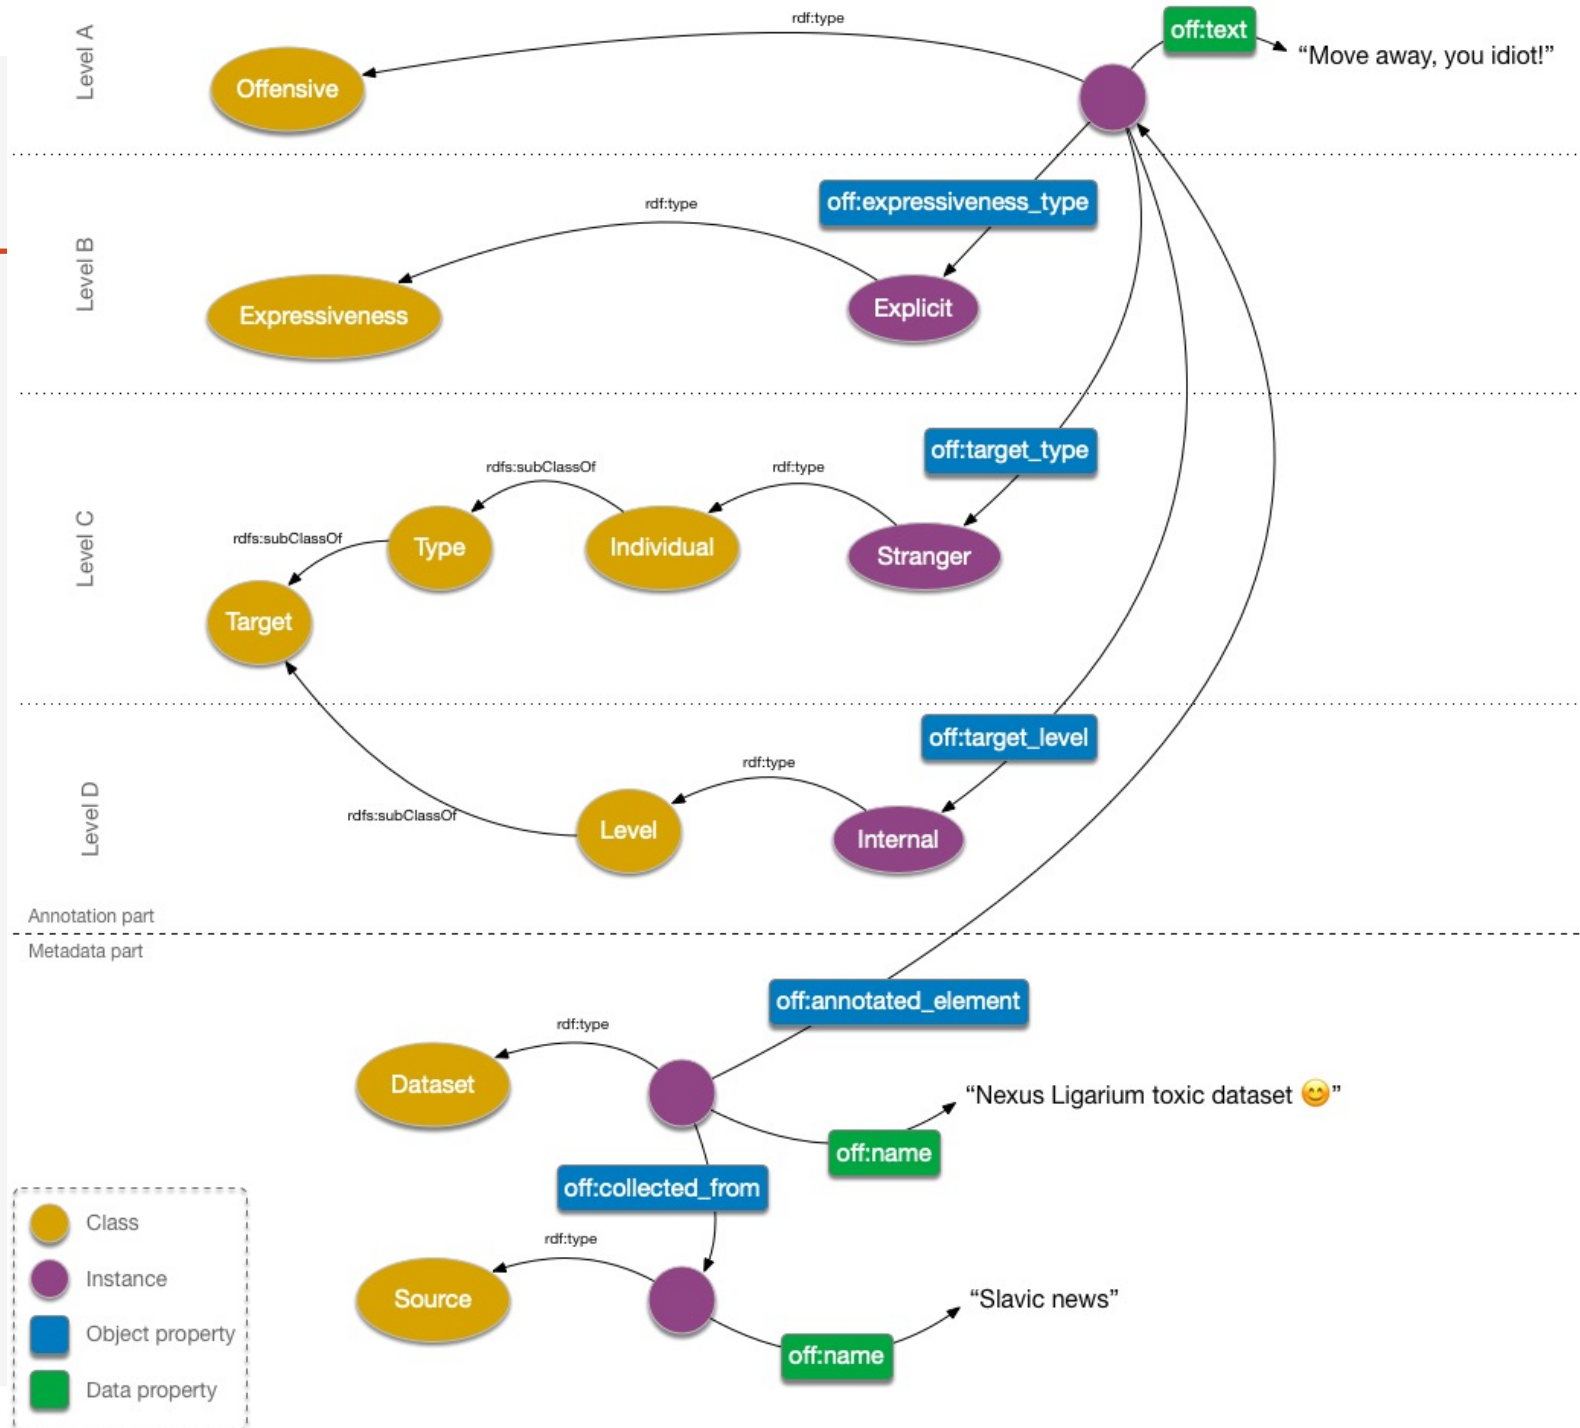 Level A
rdf:type
off:text
“Move away, you idiot!”
Offensive
Level B
rdf:type
off:expressiveness_type
Expressiveness
Explicit
Level C
off:target_type
rdfs:subClassOf
rdf:type
rdfs:subClassOf
Type
Individual
Stranger
Target
Level D
off:target_level
rdf:type
rdfs:subClassOf
Level
Internal
Annotation part
Metadata part
off:annotated_element
rdf:type
Dataset
“Nexus Ligarium toxic dataset 😊”
off:name
off:collected_from
rdf:type
Source
“Slavic news”
off:name
Class
Instance
Object property
Data property